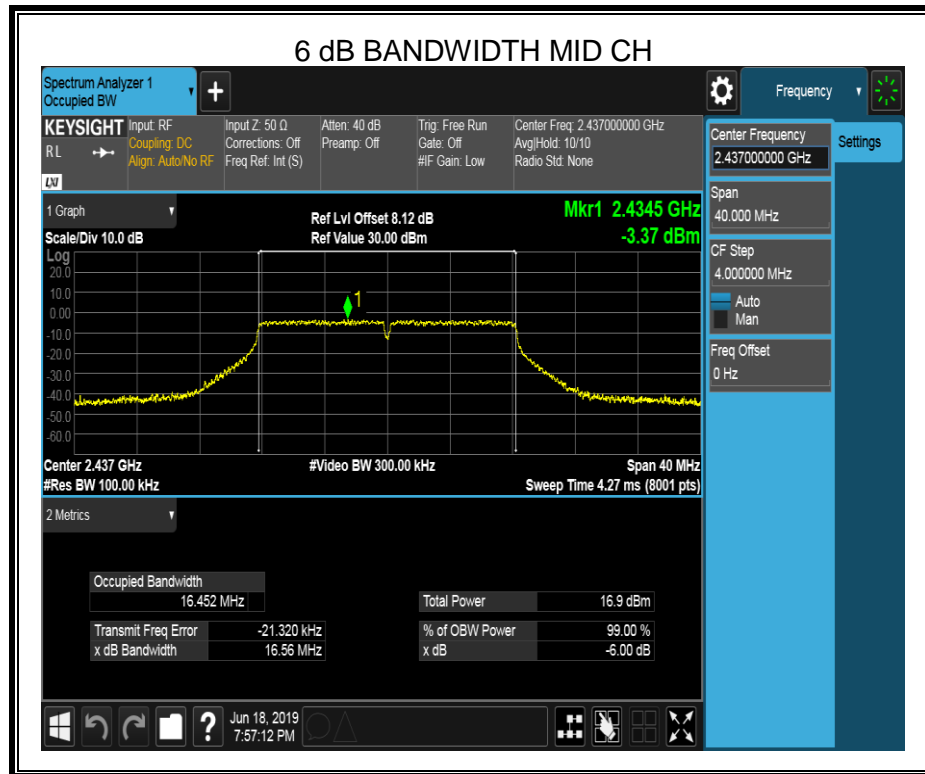 6 dB BANDWIDTH MID CH
Spectrum Analyzer 1
Occupied BW
+
Frequency
KEYSIGHT
RL
LXI
Input: RF
Coupling: DC
Align: Auto/No RF
Input Z: 50 Ω
Corrections: Off
Freq Ref: Int (S)
Atten: 40 dB
Preamp: Off
Trig: Free Run
Gate: Off
#IF Gain: Low
Center Freq: 2.437000000 GHz
Avg|Hold: 10/10
Radio Std: None
Center Frequency
2.437000000 GHz
Settings
Span
40.000 MHz
CF Step
4.000000 MHz
Auto
Man
Freq Offset
0 Hz
1 Graph
Scale/Div 10.0 dB
Ref Lvl Offset 8.12 dB
Ref Value 30.00 dBm
Mkr1 2.4345 GHz
-3.37 dBm
Log
20.0
10.0
0.00
-10.0
-20.0
-30.0
-40.0
-50.0
-60.0
1
Center 2.437 GHz
#Res BW 100.00 kHz
#Video BW 300.00 kHz
Span 40 MHz
Sweep Time 4.27 ms (8001 pts)
2 Metrics
Occupied Bandwidth
16.452 MHz
Total Power 16.9 dBm
Transmit Freq Error -21.320 kHz
% of OBW Power 99.00 %
x dB Bandwidth 16.56 MHz
x dB -6.00 dB
?
Jun 18, 2019
7:57:12 PM